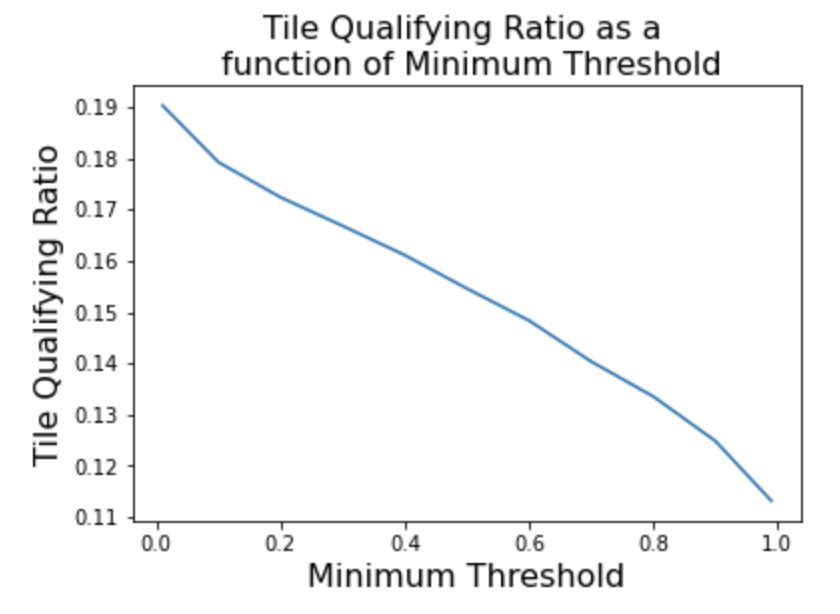 Tile Qualifying Ratio as a
function of Minimum Threshold
Tile Qualifying Ratio
0.19
0.18
0.17
0.16
0.15
0.14
0.13
0.12
0.11
0.0 0.2 0.4 0.6 0.8 1.0
Minimum Threshold